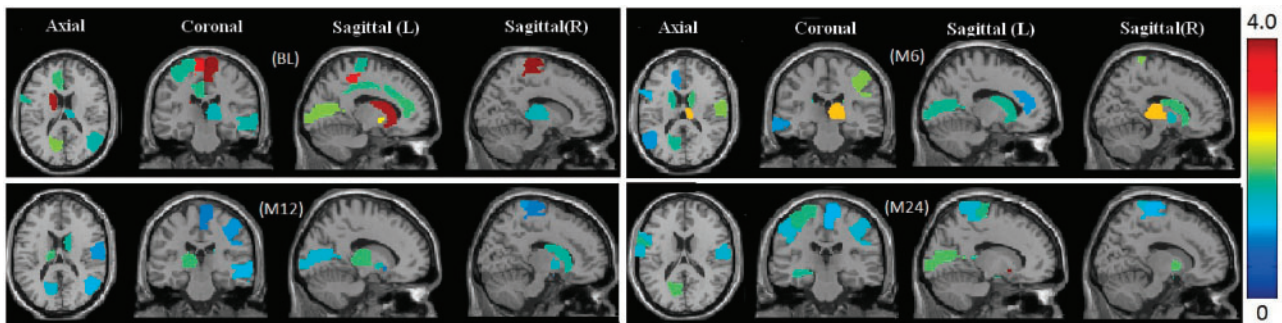 Axial Coronal Sagittal (L) Sagittal(R)
(BL)
Axial Coronal Sagittal (L) Sagittal(R)
(M6)
4.0
(M12)
(M24)
0